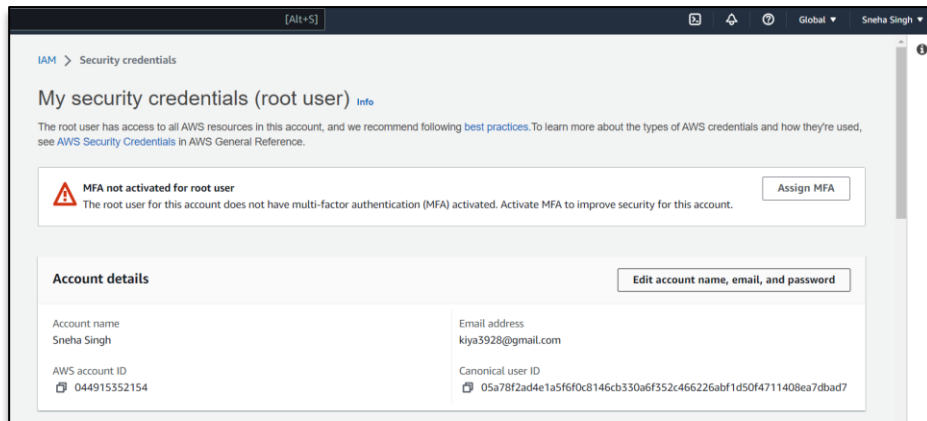 [Alt+S] Global ▼ Sneha Singh ▼
IAM > Security credentials
My security credentials (root user) Info
The root user has access to all AWS resources in this account, and we recommend following best practices.To learn more about the types of AWS credentials and how they're used,
see AWS Security Credentials in AWS General Reference.
MFA not activated for root user
The root user for this account does not have multi-factor authentication (MFA) activated. Activate MFA to improve security for this account.
Assign MFA
Account details
Edit account name, email, and password
Account name
Sneha Singh
Email address
kiya3928@gmail.com
AWS account ID
044915352154
Canonical user ID
05a78f2ad4e1a5f6f0c8146cb330a6f352c466226abf1d50f4711408ea7dbad7